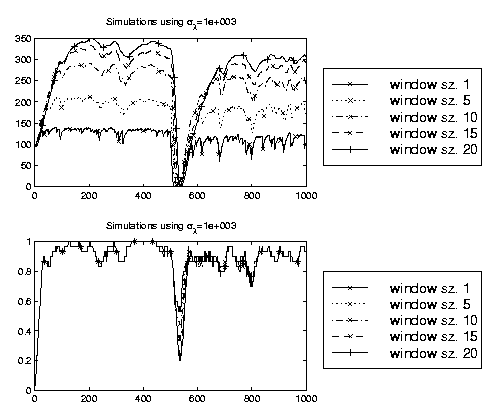 Simulations using σλ=1e+003
350
300
250
200
150
100
50
0
0 200 400 600 800 1000
window sz. 1
window sz. 5
window sz. 10
window sz. 15
window sz. 20
Simulations using σλ=1e+003
1
0.8
0.6
0.4
0.2
0
0 200 400 600 800 1000
window sz. 1
window sz. 5
window sz. 10
window sz. 15
window sz. 20